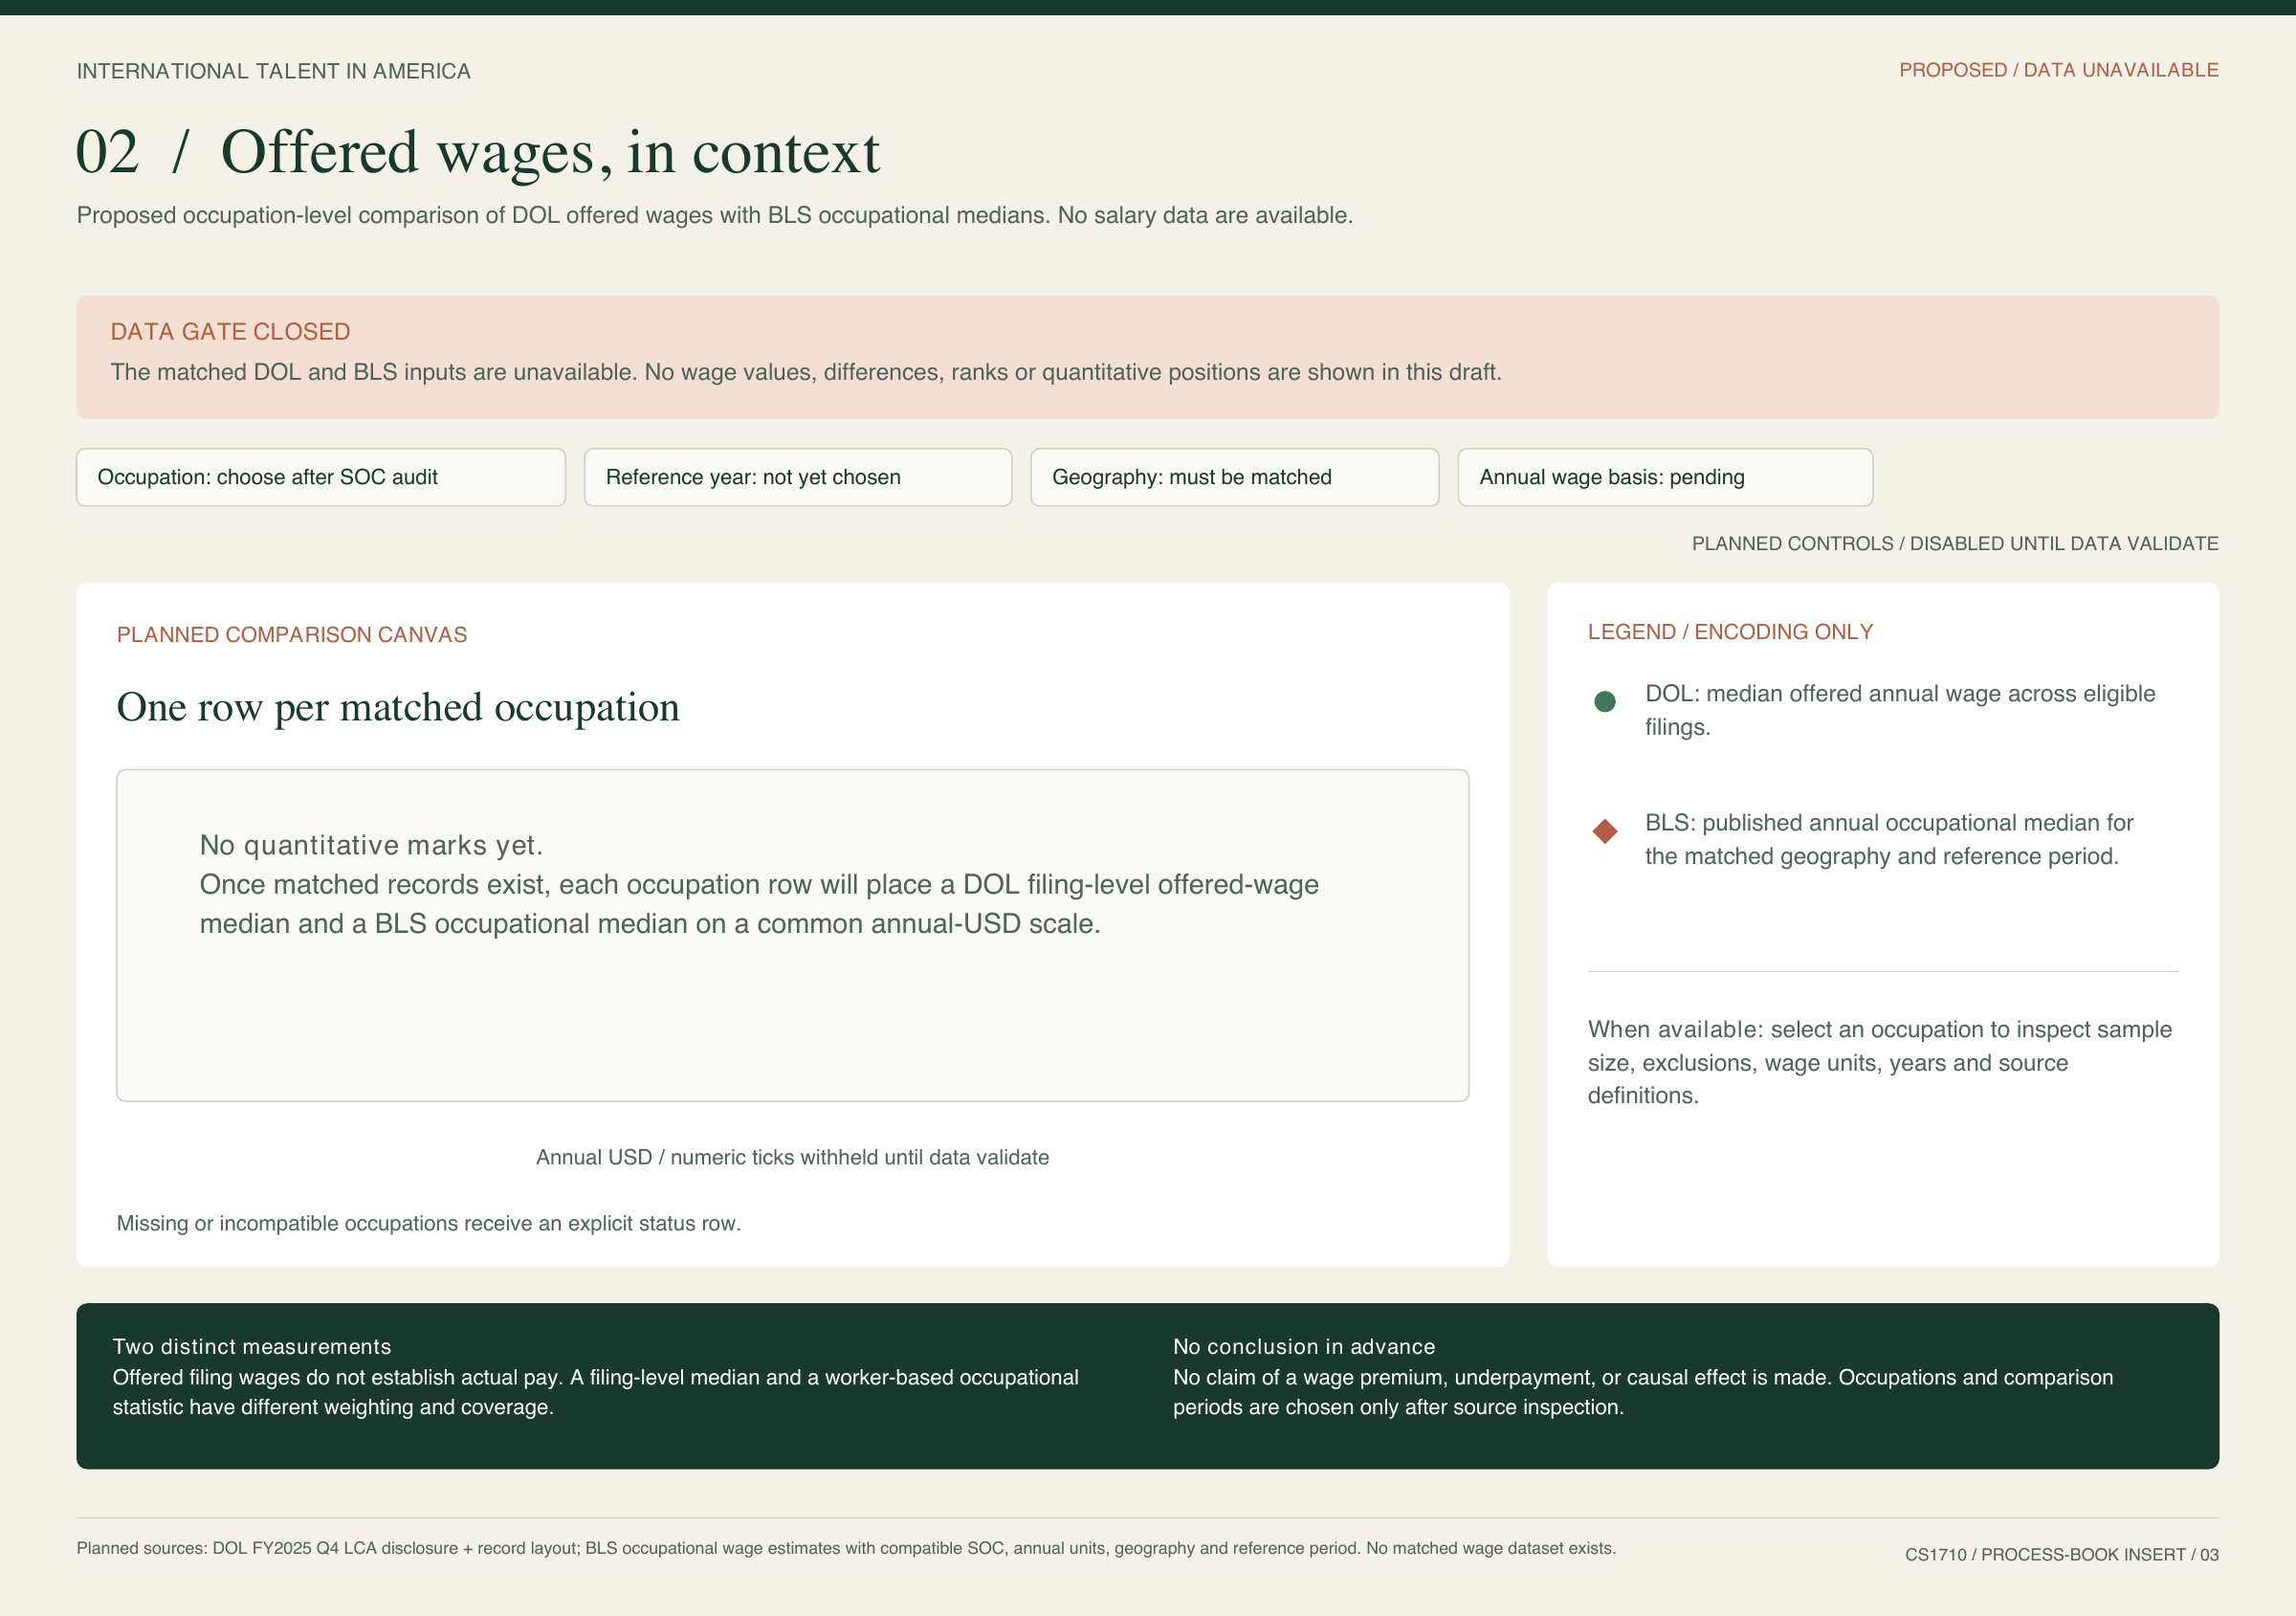 INTERNATIONAL TALENT IN AMERICA
PROPOSED / DATA UNAVAILABLE
02 / Offered wages, in context
Proposed occupation-level comparison of DOL offered wages with BLS occupational medians. No salary data are available.
DATA GATE CLOSED
The matched DOL and BLS inputs are unavailable. No wage values, differences, ranks or quantitative positions are shown in this draft.
Occupation: choose after SOC audit
Reference year: not yet chosen
Geography: must be matched
Annual wage basis: pending
PLANNED CONTROLS / DISABLED UNTIL DATA VALIDATE
PLANNED COMPARISON CANVAS
One row per matched occupation
No quantitative marks yet.
Once matched records exist, each occupation row will place a DOL filing-level offered-wage
median and a BLS occupational median on a common annual-USD scale.
Annual USD / numeric ticks withheld until data validate
Missing or incompatible occupations receive an explicit status row.
LEGEND / ENCODING ONLY
DOL: median offered annual wage across eligible
filings.
BLS: published annual occupational median for
the matched geography and reference period.
When available: select an occupation to inspect sample
size, exclusions, wage units, years and source
definitions.
Two distinct measurements
Offered filing wages do not establish actual pay. A filing-level median and a worker-based occupational
statistic have different weighting and coverage.
No conclusion in advance
No claim of a wage premium, underpayment, or causal effect is made. Occupations and comparison
periods are chosen only after source inspection.
Planned sources: DOL FY2025 Q4 LCA disclosure + record layout; BLS occupational wage estimates with compatible SOC, annual units, geography and reference period. No matched wage dataset exists.
CS1710 / PROCESS-BOOK INSERT / 03